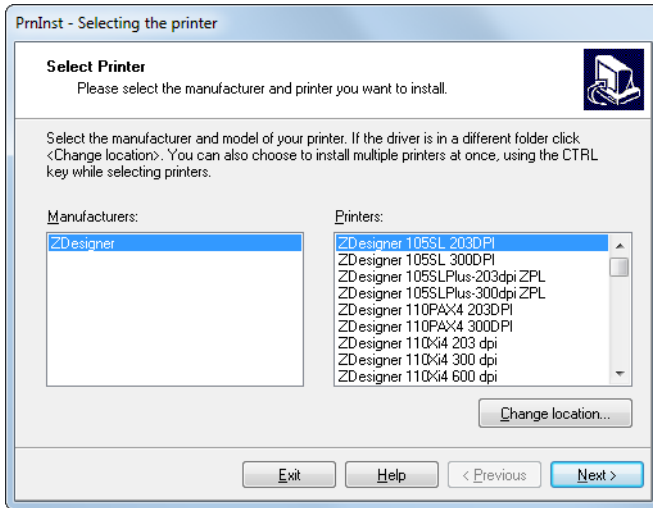 PrnInst - Selecting the printer
Select Printer
Please select the manufacturer and printer you want to install.
Select the manufacturer and model of your printer. If the driver is in a different folder click
<Change location>. You can also choose to install multiple printers at once, using the CTRL
key while selecting printers.
Manufacturers:
ZDesigner
Printers:
ZDesigner 105SL 203DPI
ZDesigner 105SL 300DPI
ZDesigner 105SLPlus-203dpi ZPL
ZDesigner 105SLPlus-300dpi ZPL
ZDesigner 110PAX4 203DPI
ZDesigner 110PAX4 300DPI
ZDesigner 110Xi4 203 dpi
ZDesigner 110Xi4 300 dpi
ZDesigner 110Xi4 600 dpi
Change location...
Exit
Help
< Previous
Next >